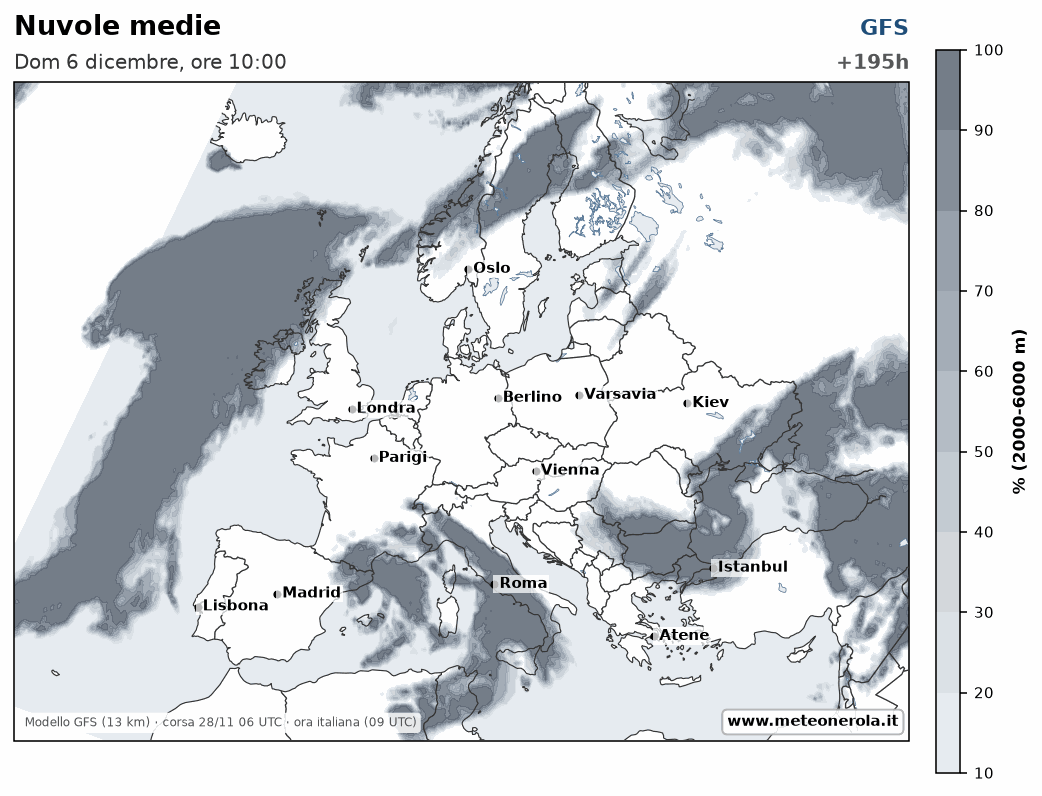 Nuvole medie
GFS
Dom 6 dicembre, ore 10:00
+195h
100
90
80
70
60
50
40
30
20
10
% (2000-6000 m)
Oslo
Berlino
Varsavia
Kiev
Londra
Parigi
Vienna
Istanbul
Roma
Madrid
Lisbona
Atene
Modello GFS (13 km) · corsa 28/11 06 UTC · ora italiana (09 UTC)
www.meteonerola.it